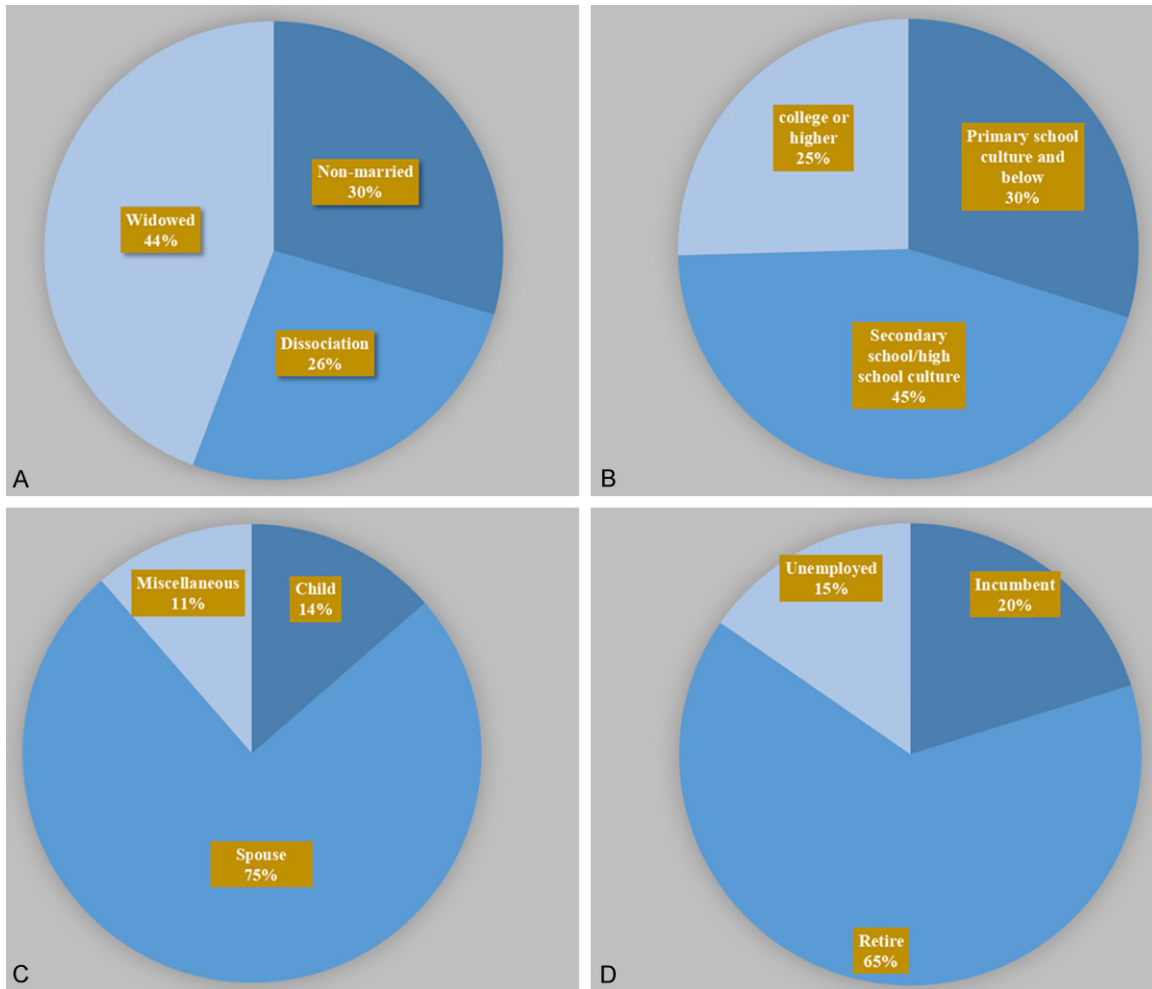 Non-married
30%
Widowed
44%
Dissociation
26%
A
college or
higher
25%
Primary school
culture and
below
30%
Secondary
school/high
school culture
45%
B
Miscellaneous
11%
Child
14%
Spouse
75%
C
Unemployed
15%
Incumbent
20%
Retire
65%
D